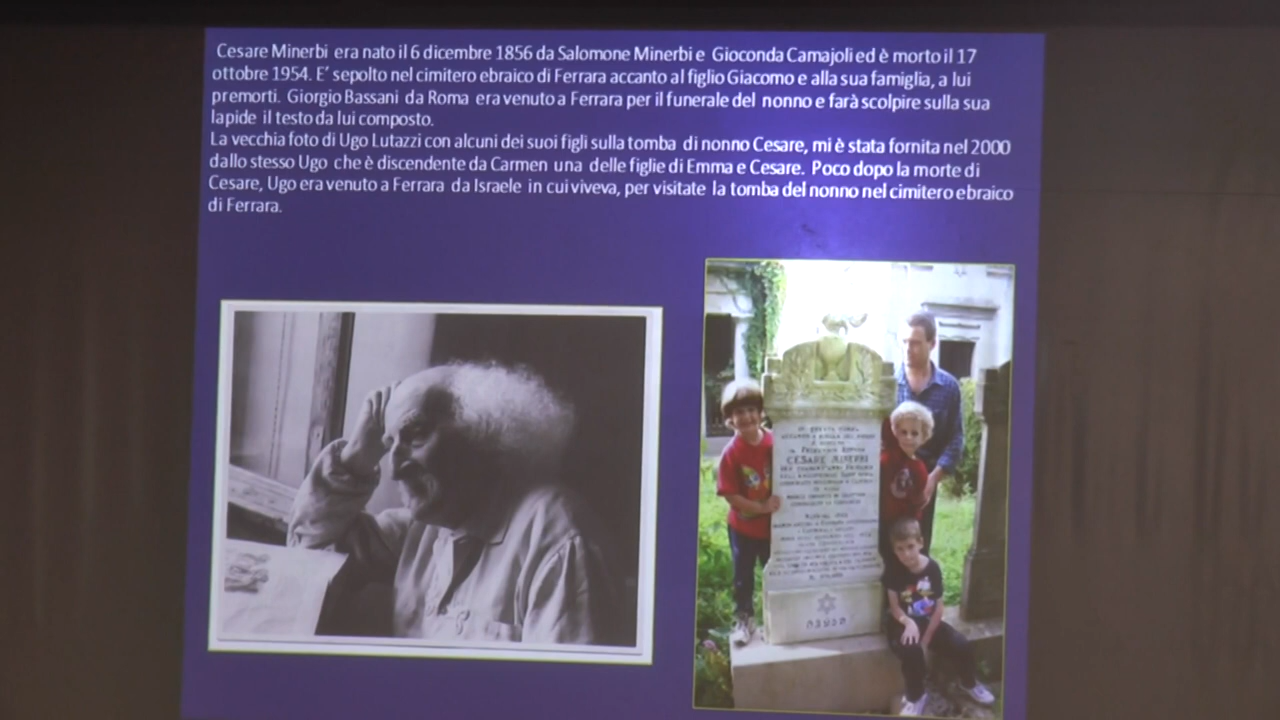 Cesare Minerbi era nato il 6 dicembre 1856 da Salomone Minerbi e Gioconda Camajoli ed è morto il 17
ottobre 1954. E' sepolto nel cimitero ebraico di Ferrara accanto al figlio Giacomo e alla sua famiglia, a lui
premorti. Giorgio Bassani da Roma era venuto a Ferrara per il funerale del nonno e farà scolpire sulla sua
lapide il testo da lui composto.
La vecchia foto di Ugo Lutazzi con alcuni dei suoi figli sulla tomba di nonno Cesare, mi è stata fornita nel 2000
dallo stesso Ugo che è discendente da Carmen una delle figlie di Emma e Cesare. Poco dopo la morte di
Cesare, Ugo era venuto a Ferrara da Israele in cui viveva, per visitate la tomba del nonno nel cimitero ebraico
di Ferrara.
CESARE MINERBI